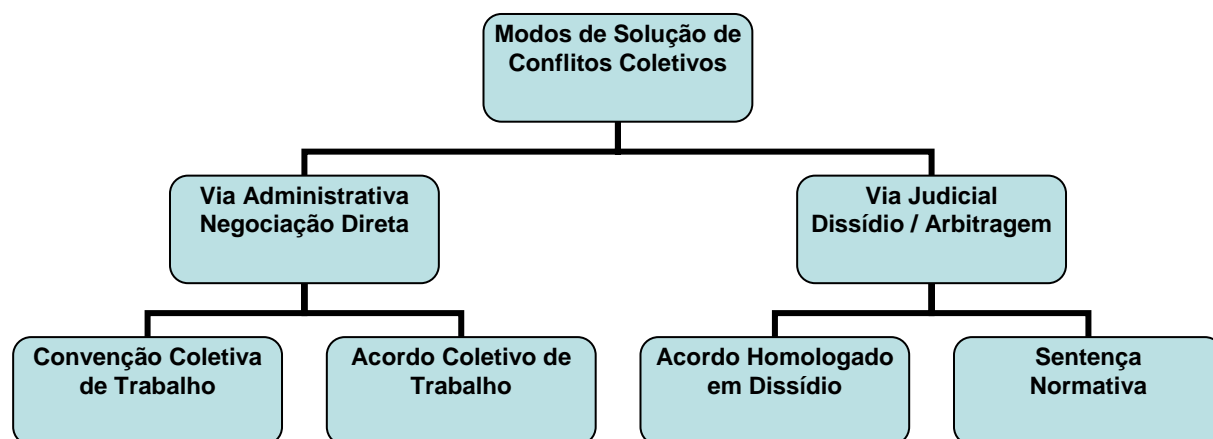 Modos de Solução de
Conflitos Coletivos
Via Administrativa
Negociação Direta
Via Judicial
Dissídio / Arbitragem
Convenção Coletiva
de Trabalho
Acordo Coletivo de
Trabalho
Acordo Homologado
em Dissídio
Sentença
Normativa